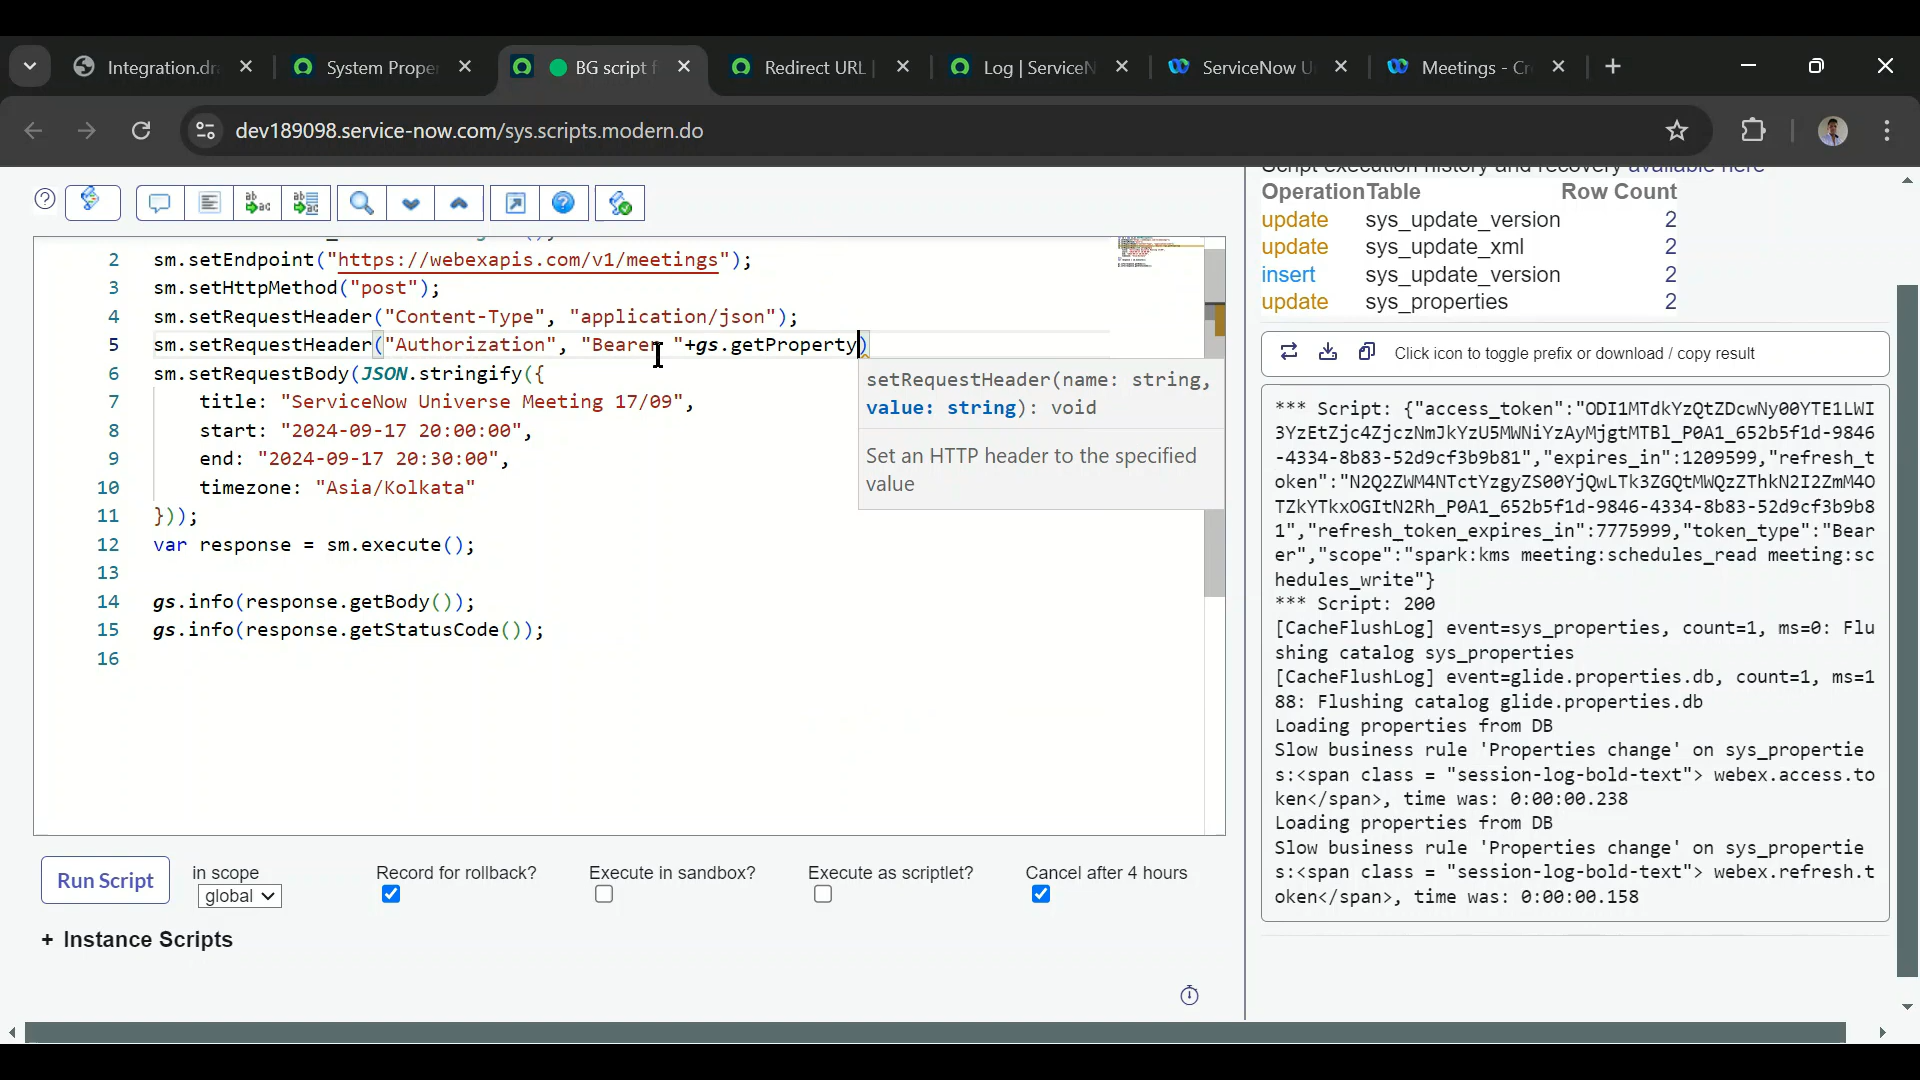 Integration.dr
System Prope
BG script f
Redirect URL
Log | ServiceN
ServiceNow U
Meetings - Cr
dev189098.service-now.com/sys.scripts.modern.do
2 sm.setEndpoint("https://webexapis.com/v1/meetings");
3 sm.setHttpMethod("post");
4 sm.setRequestHeader("Content-Type", "application/json");
5 sm.setRequestHeader("Authorization", "Bearer "+gs.getProperty)
6 sm.setRequestBody(JSON.stringify({
7 title: "ServiceNow Universe Meeting 17/09",
8 start: "2024-09-17 20:00:00",
9 end: "2024-09-17 20:30:00",
10 timezone: "Asia/Kolkata"
11 }));
12 var response = sm.execute();
13
14 gs.info(response.getBody());
15 gs.info(response.getStatusCode());
16
setRequestHeader(name: string,
value: string): void
Set an HTTP header to the specified
value
Run Script
in scope
global
Record for rollback?
Execute in sandbox?
Execute as scriptlet?
Cancel after 4 hours
+ Instance Scripts
Script execution history and recovery available here
Operation Table Row Count
update sys_update_version 2
update sys_update_xml 2
insert sys_update_version 2
update sys_properties 2
Click icon to toggle prefix or download / copy result
*** Script: {"access_token":"ODI1MTdkYzQtZDcwNy00YTE1LWI
3YzEtZjc4ZjczNmJkYzU5MWNiYzAyMjgtMTBl_P0A1_652b5f1d-9846
-4334-8b83-52d9cf3b9b81","expires_in":1209599,"refresh_t
oken":"N2Q2ZWM4NTctYzgyZS00YjQwLTk3ZGQtMWQzZThkN2I2ZmM4O
TZkYTkxOGItN2Rh_P0A1_652b5f1d-9846-4334-8b83-52d9cf3b9b8
1","refresh_token_expires_in":7775999,"token_type":"Bear
er","scope":"spark:kms meeting:schedules_read meeting:sc
hedules_write"}
*** Script: 200
[CacheFlushLog] event=sys_properties, count=1, ms=0: Flu
shing catalog sys_properties
[CacheFlushLog] event=glide.properties.db, count=1, ms=1
88: Flushing catalog glide.properties.db
Loading properties from DB
Slow business rule 'Properties change' on sys_propertie
s:<span class = "session-log-bold-text"> webex.access.to
ken</span>, time was: 0:00:00.238
Loading properties from DB
Slow business rule 'Properties change' on sys_propertie
s:<span class = "session-log-bold-text"> webex.refresh.t
oken</span>, time was: 0:00:00.158